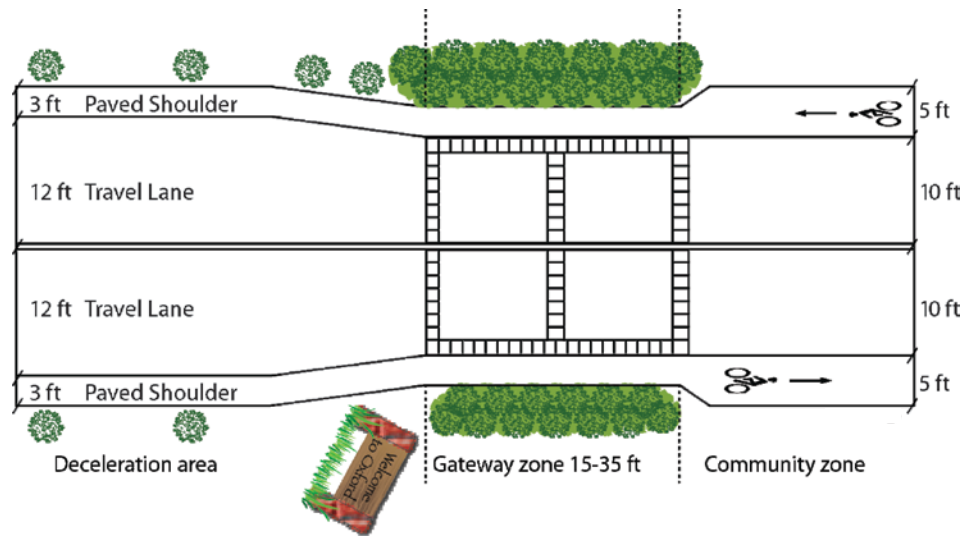 3 ft Paved Shoulder
5 ft
12 ft Travel Lane
10 ft
12 ft Travel Lane
10 ft
3 ft Paved Shoulder
5 ft
Welcome
to Oxford
Deceleration area
Gateway zone 15-35 ft
Community zone